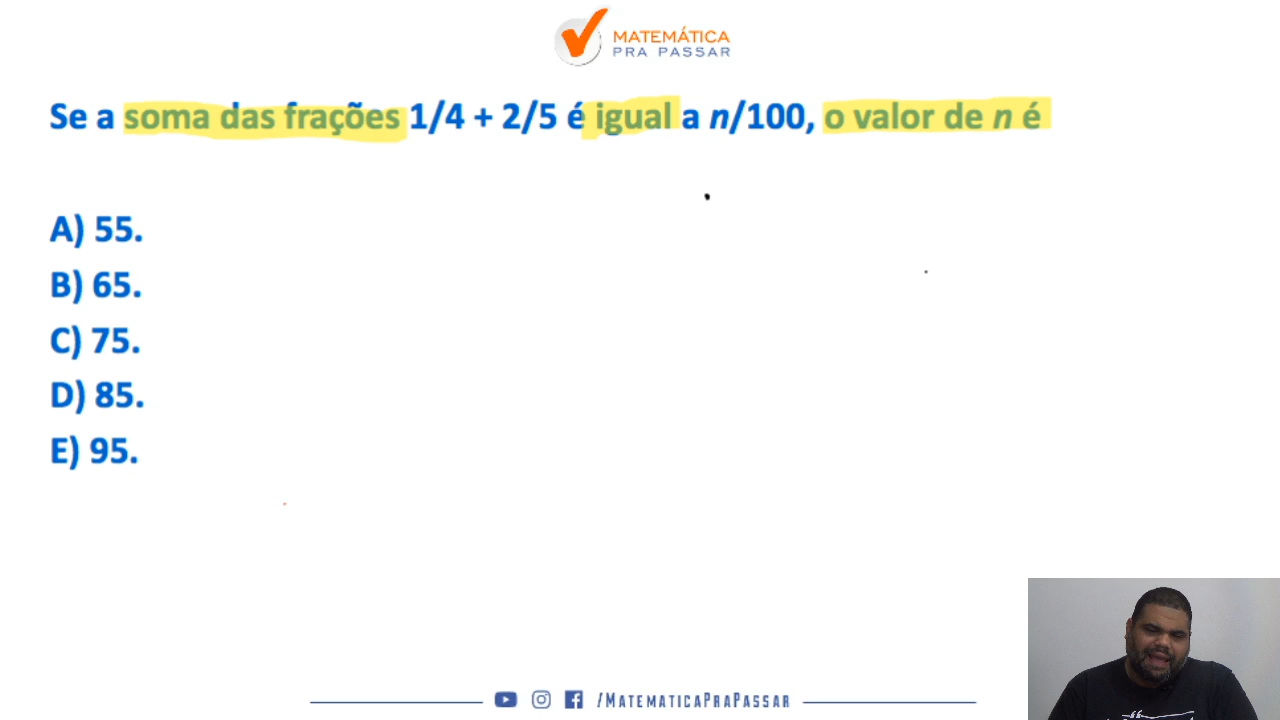 MATEMÁTICA
PRA PASSAR
Se a soma das frações 1/4 + 2/5 é igual a n/100, o valor de n é
A) 55.
B) 65.
C) 75.
D) 85.
E) 95.
/MATEMATICAPRAPASSAR